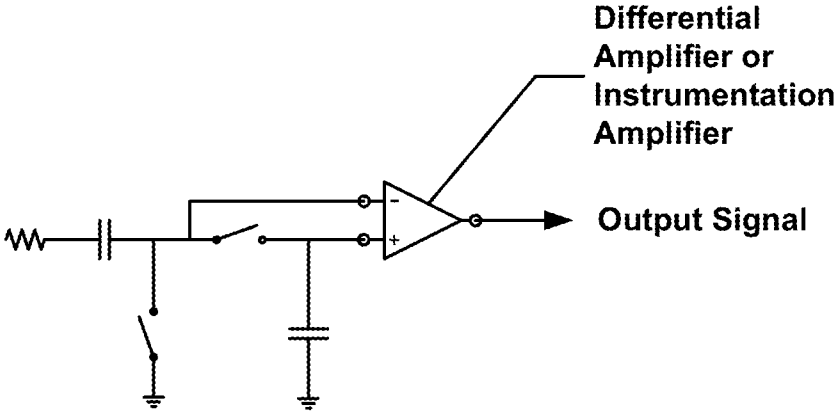 Differential
Amplifier or
Instrumentation
Amplifier
-
+
Output Signal